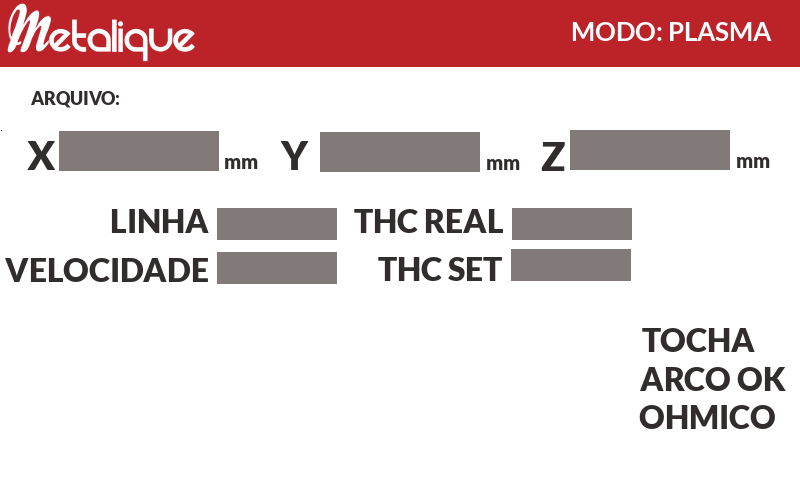 Metalique MODO: PLASMA
ARQUIVO:
X mm Y mm Z mm
LINHA THC REAL
VELOCIDADE THC SET
TOCHA
ARCO OK
OHMICO